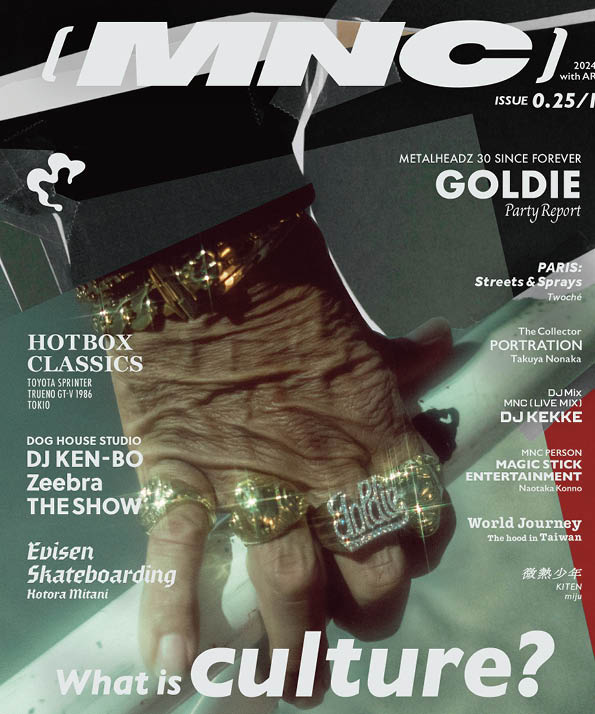 (MNC)
2024
with AR
ISSUE 0.25/
METALHEADZ 30 SINCE FOREVER
GOLDIE
Party Report
PARIS:
Streets & Sprays
Twoché
The Collector
PORTRATION
Takuya Nonaka
DJ Mix
MNC (LIVE MIX)
DJ KEKKE
MNC PERSON
MAGIC STICK
ENTERTAINMENT
Naotaka Konno
World Journey
The hood in Taiwan
微熱少年
KITEN
miju
HOTBOX
CLASSICS
TOYOTA SPRINTER
TRUENO GT-V 1986
TOKIO
DOG HOUSE STUDIO
DJ KEN-BO
Zeebra
THE SHOW
Evisen
Skateboarding
Kotora Mitani
Goldie
What is culture?